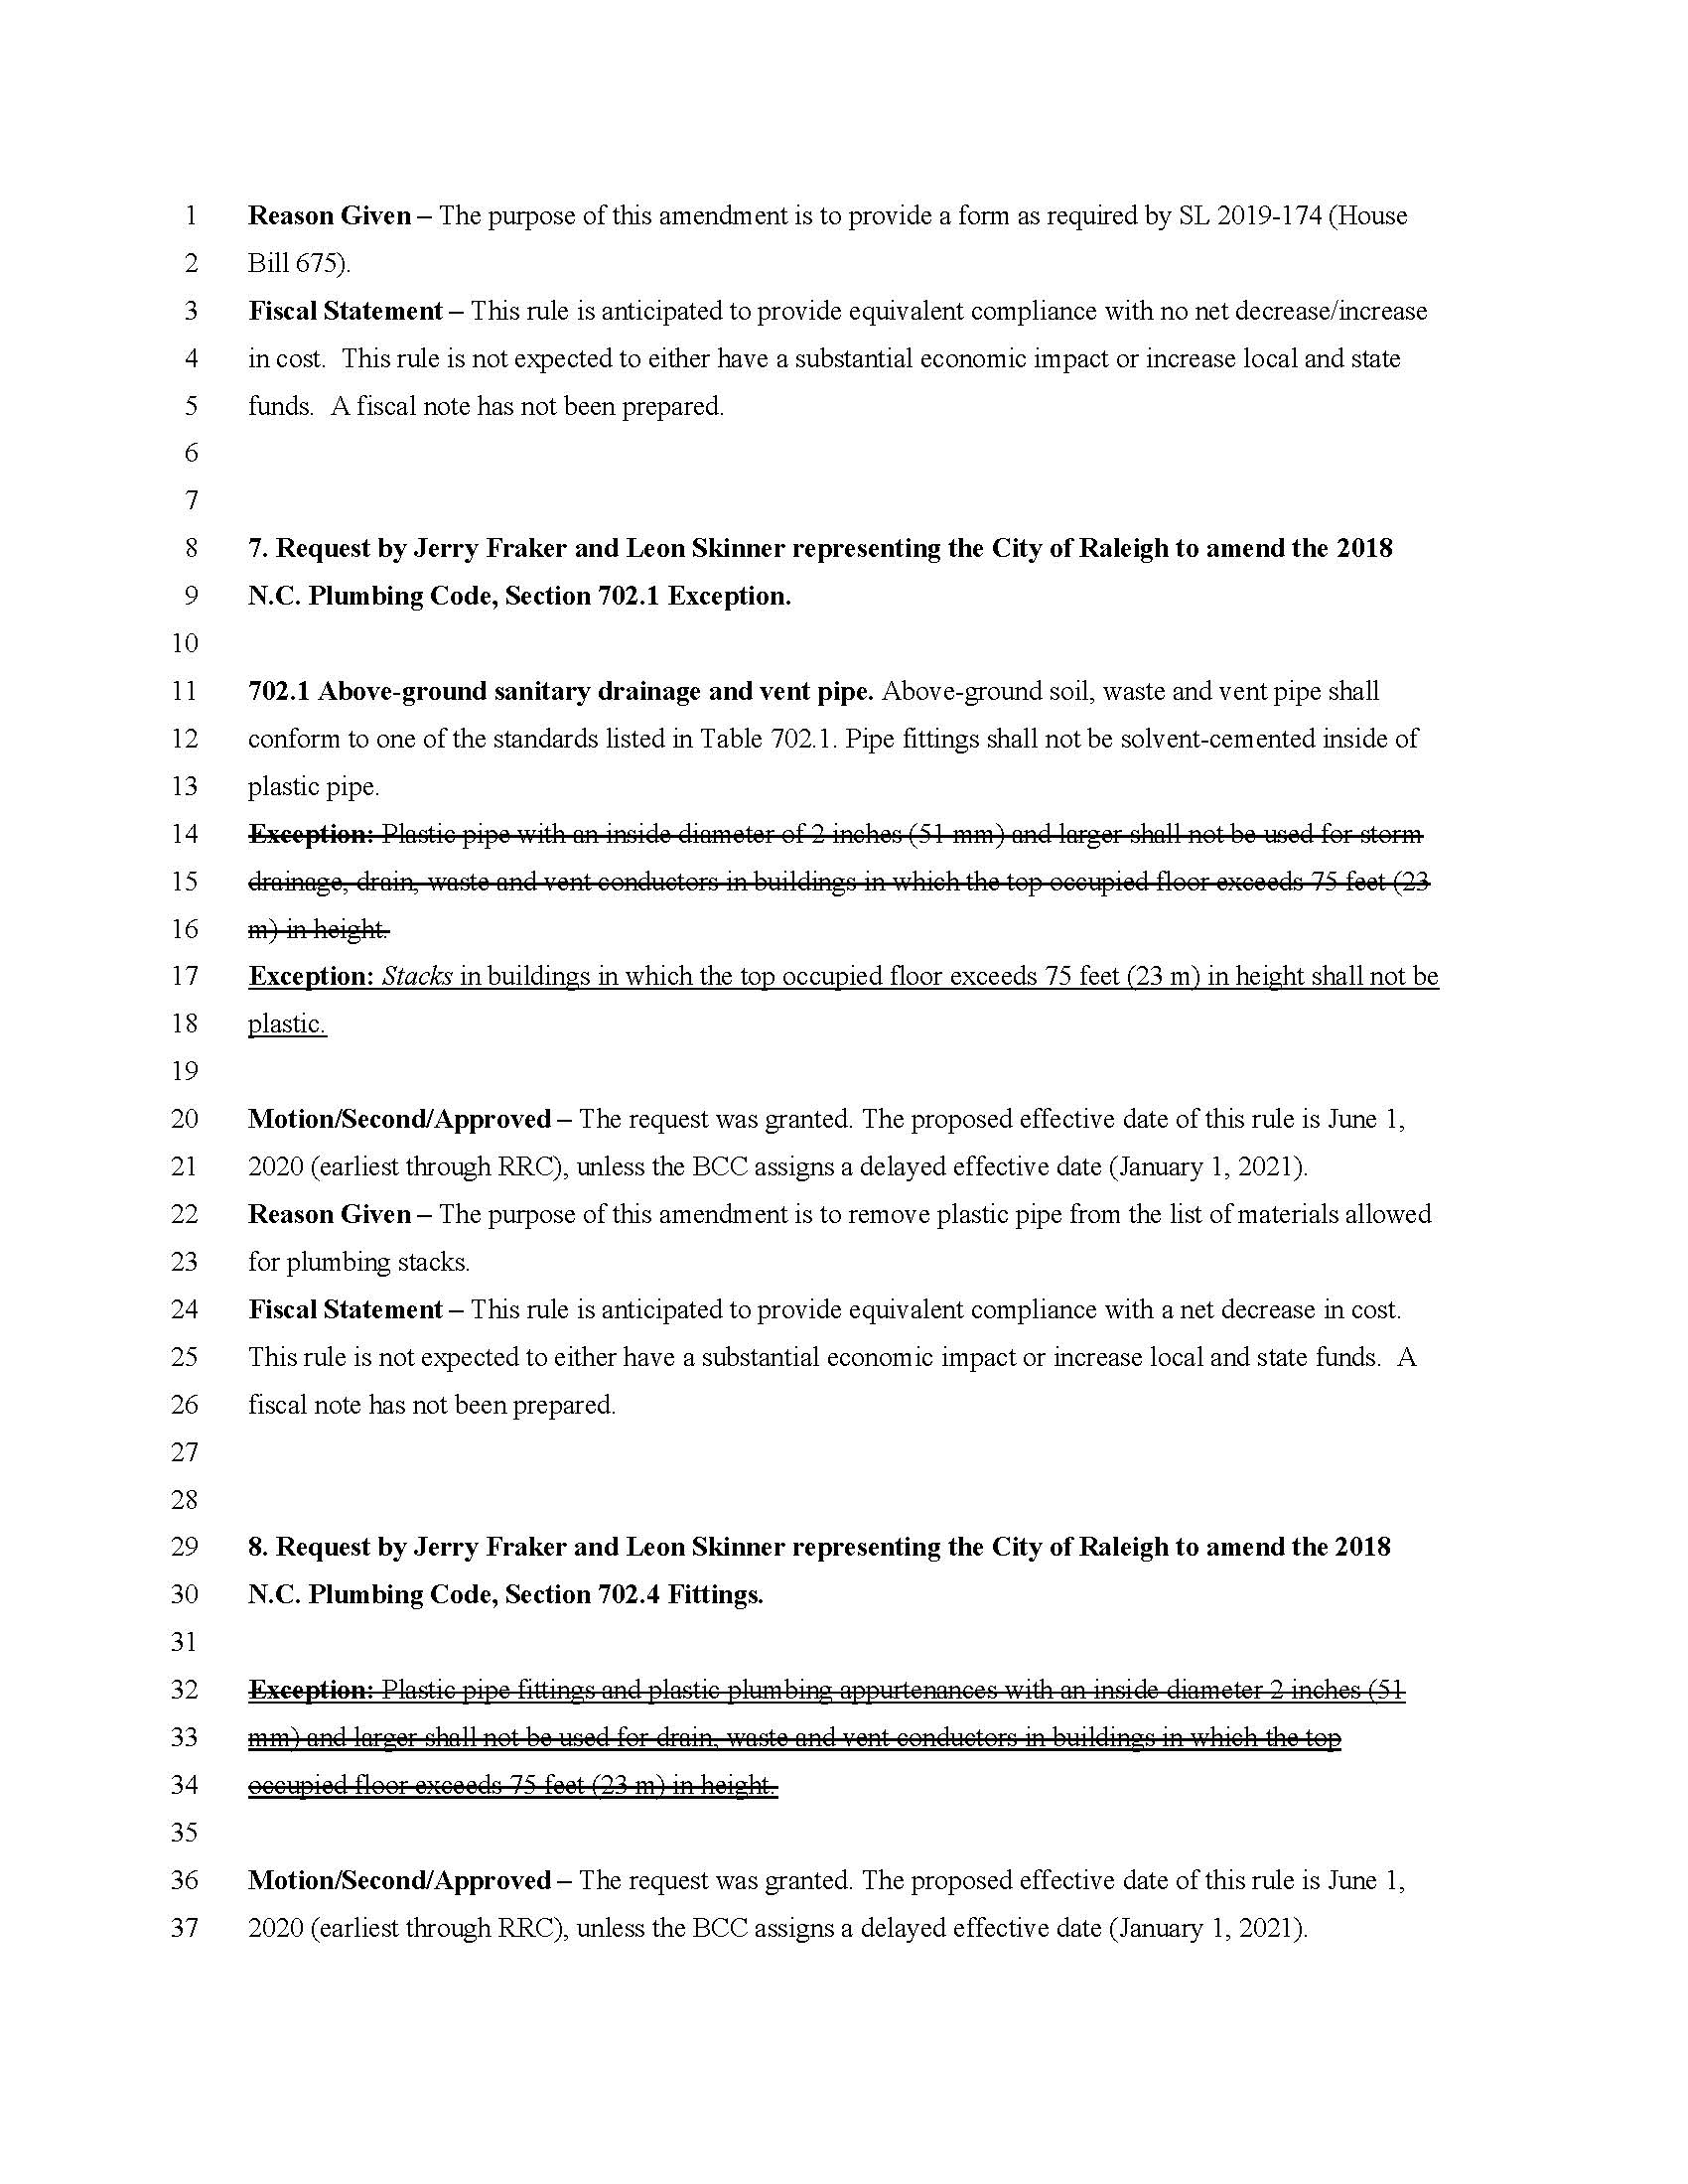 1 Reason Given – The purpose of this amendment is to provide a form as required by SL 2019-174 (House
2 Bill 675).
3 Fiscal Statement – This rule is anticipated to provide equivalent compliance with no net decrease/increase
4 in cost.  This rule is not expected to either have a substantial economic impact or increase local and state
5 funds.  A fiscal note has not been prepared.
6
7
8 7. Request by Jerry Fraker and Leon Skinner representing the City of Raleigh to amend the 2018
9 N.C. Plumbing Code, Section 702.1 Exception.
10
11 702.1 Above-ground sanitary drainage and vent pipe. Above-ground soil, waste and vent pipe shall
12 conform to one of the standards listed in Table 702.1. Pipe fittings shall not be solvent-cemented inside of
13 plastic pipe.
14 Exception: Plastic pipe with an inside diameter of 2 inches (51 mm) and larger shall not be used for storm
15 drainage, drain, waste and vent conductors in buildings in which the top occupied floor exceeds 75 feet (23
16 m) in height.
17 Exception: Stacks in buildings in which the top occupied floor exceeds 75 feet (23 m) in height shall not be
18 plastic.
19
20 Motion/Second/Approved – The request was granted. The proposed effective date of this rule is June 1,
21 2020 (earliest through RRC), unless the BCC assigns a delayed effective date (January 1, 2021).
22 Reason Given – The purpose of this amendment is to remove plastic pipe from the list of materials allowed
23 for plumbing stacks.
24 Fiscal Statement – This rule is anticipated to provide equivalent compliance with a net decrease in cost.
25 This rule is not expected to either have a substantial economic impact or increase local and state funds.  A
26 fiscal note has not been prepared.
27
28
29 8. Request by Jerry Fraker and Leon Skinner representing the City of Raleigh to amend the 2018
30 N.C. Plumbing Code, Section 702.4 Fittings.
31
32 Exception: Plastic pipe fittings and plastic plumbing appurtenances with an inside diameter 2 inches (51
33 mm) and larger shall not be used for drain, waste and vent conductors in buildings in which the top
34 occupied floor exceeds 75 feet (23 m) in height.
35
36 Motion/Second/Approved – The request was granted. The proposed effective date of this rule is June 1,
37 2020 (earliest through RRC), unless the BCC assigns a delayed effective date (January 1, 2021).